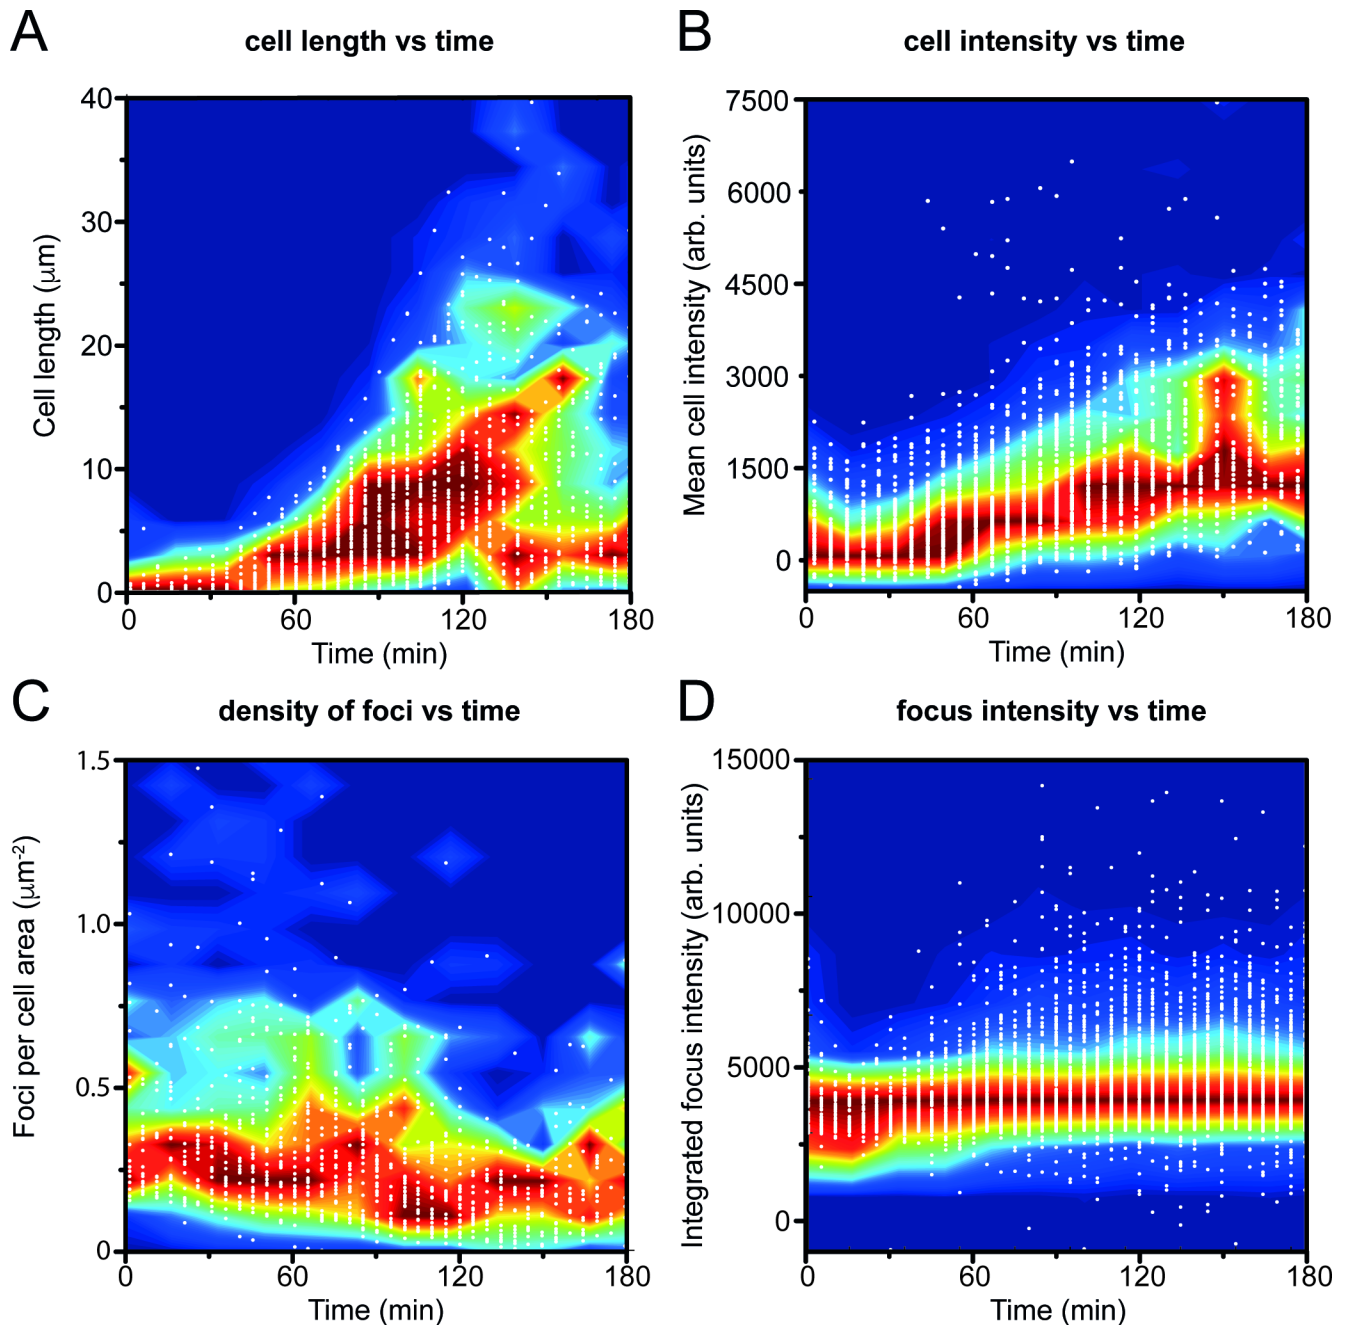 A
cell length vs time
40
30
20
10
0
Cell length (μm)
0 60 120 180
Time (min)
B
cell intensity vs time
7500
6000
4500
3000
1500
0
Mean cell intensity (arb. units)
0 60 120 180
Time (min)
C
density of foci vs time
1.5
1.0
0.5
0
Foci per cell area (μm⁻²)
0 60 120 180
Time (min)
D
focus intensity vs time
15000
10000
5000
0
Integrated focus intensity (arb. units)
0 60 120 180
Time (min)